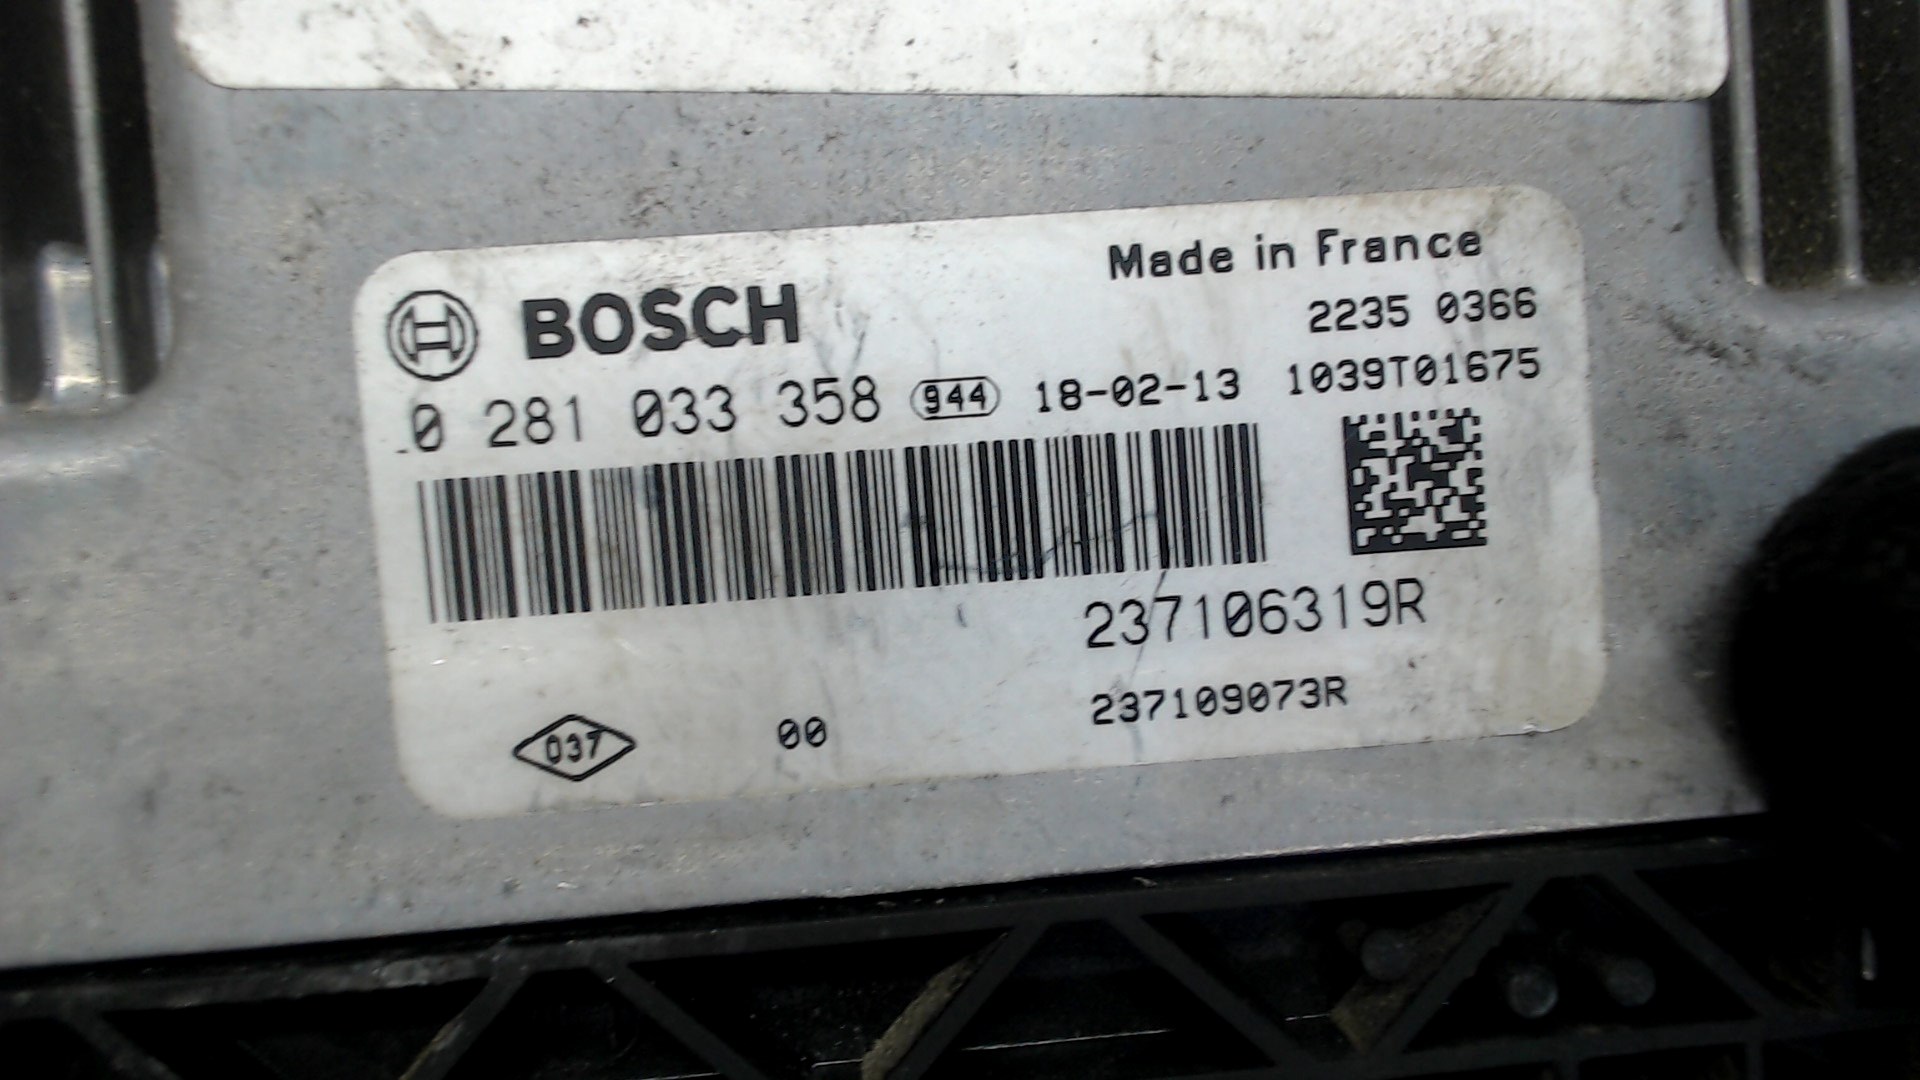 Made in France
BOSCH
2235 0366
0 281 033 358 944 18-02-13 1039T01675
237106319R
237109073R
037 00